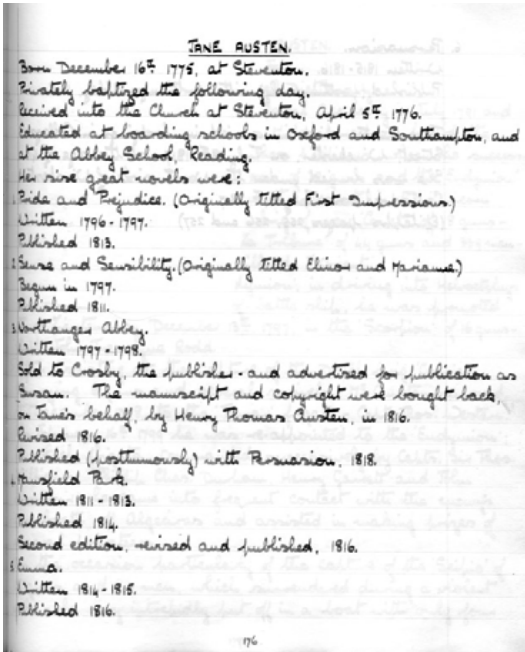 JANE AUSTEN.
Born December 16th 1775, at Steventon.
Privately baptized the following day.
Received into the Church at Steventon, April 5th 1776.
Educated at boarding schools in Oxford and Southampton, and
at the Abbey School, Reading.
Her six great novels were:
1. Pride and Prejudice. (Originally titled First Impressions.)
Written 1796-1797.
Published 1813.
2. Sense and Sensibility. (Originally titled Elinor and Marianne.)
Begun in 1797.
Published 1811.
3. Northanger Abbey.
Written 1797-1798.
Sold to Crosby, the publisher - and advertised for publication as
Susan. The manuscript and copyright were bought back,
on Jane's behalf, by Henry Thomas Austen, in 1816.
Revised 1816.
Published (posthumously) with Persuasion, 1818.
4. Mansfield Park.
Written 1811-1813.
Published 1814.
Second edition, revised and published, 1816.
5. Emma.
Written 1814-1815.
Published 1816.
176